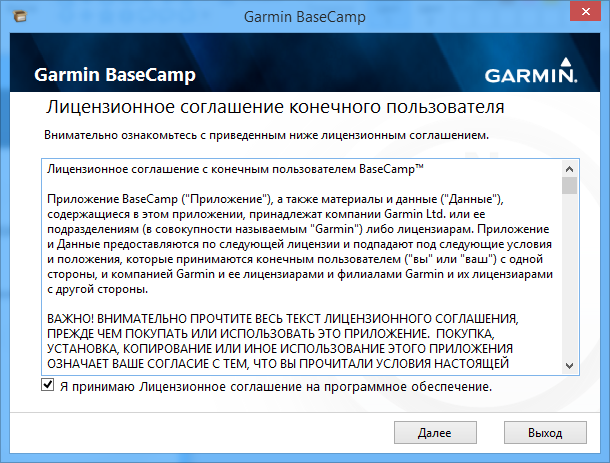 Garmin BaseCamp
Garmin BaseCamp
GARMIN.
Лицензионное соглашение конечного пользователя
Внимательно ознакомьтесь с приведенным ниже лицензионным соглашением.
Лицензионное соглашение с конечным пользователем BaseCamp™
Приложение BaseCamp ("Приложение"), а также материалы и данные ("Данные"),
содержащиеся в этом приложении, принадлежат компании Garmin Ltd. или ее
подразделениям (в совокупности называемым "Garmin") либо лицензиарам. Приложение
и Данные предоставляются по следующей лицензии и подпадают под следующие условия
и положения, которые принимаются конечным пользователем ("вы" или "ваш") с одной
стороны, и компанией Garmin и ее лицензиарами и филиалами Garmin и их лицензиарами
с другой стороны.
ВАЖНО! ВНИМАТЕЛЬНО ПРОЧТИТЕ ВЕСЬ ТЕКСТ ЛИЦЕНЗИОННОГО СОГЛАШЕНИЯ,
ПРЕЖДЕ ЧЕМ ПОКУПАТЬ ИЛИ ИСПОЛЬЗОВАТЬ ЭТО ПРИЛОЖЕНИЕ. ПОКУПКА,
УСТАНОВКА, КОПИРОВАНИЕ ИЛИ ИНОЕ ИСПОЛЬЗОВАНИЕ ЭТОГО ПРИЛОЖЕНИЯ
ОЗНАЧАЕТ ВАШЕ СОГЛАСИЕ С ТЕМ, ЧТО ВЫ ПРОЧИТАЛИ УСЛОВИЯ НАСТОЯЩЕЙ
Я принимаю Лицензионное соглашение на программное обеспечение.
Далее
Выход